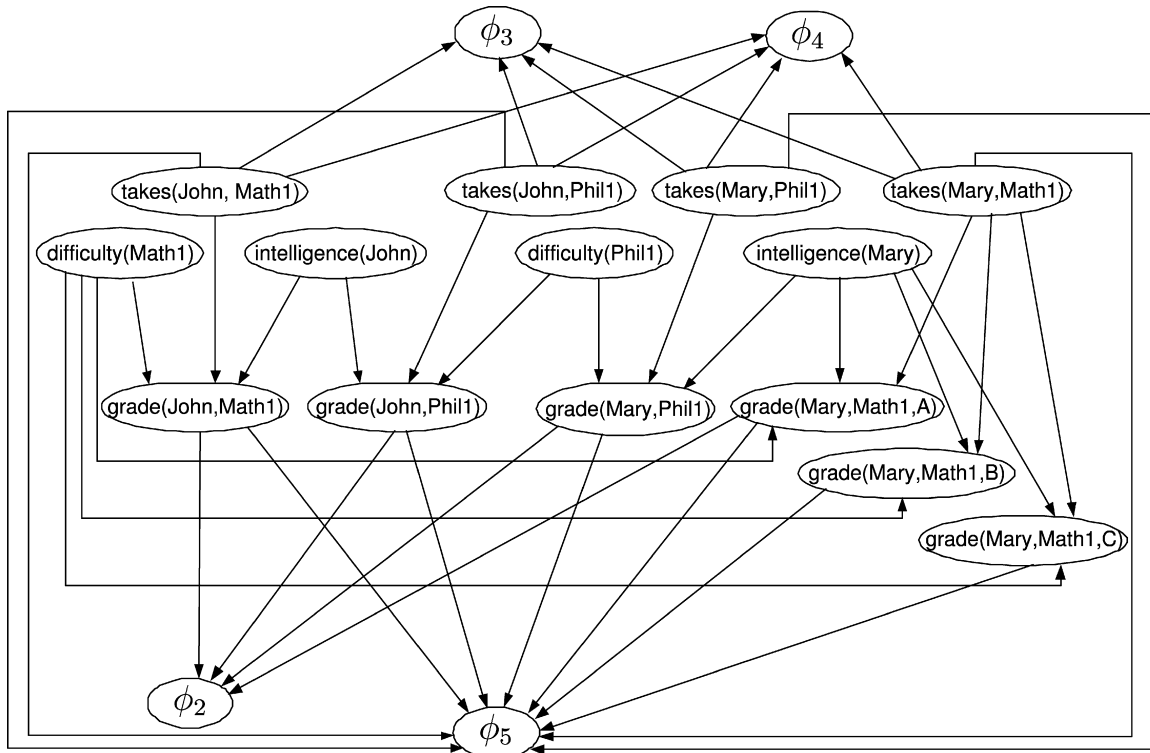 ϕ3
ϕ4
takes(John, Math1)
takes(John,Phil1)
takes(Mary,Phil1)
takes(Mary,Math1)
difficulty(Math1)
intelligence(John)
difficulty(Phil1)
intelligence(Mary)
grade(John,Math1)
grade(John,Phil1)
grade(Mary,Phil1)
grade(Mary,Math1,A)
grade(Mary,Math1,B)
grade(Mary,Math1,C)
ϕ2
ϕ5